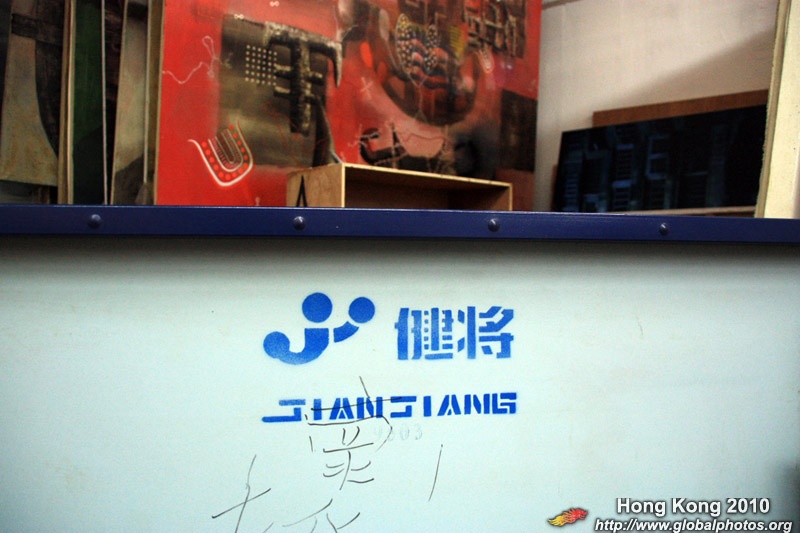 健将
JIANJIANG
Hong Kong 2010
http://www.globalphotos.org